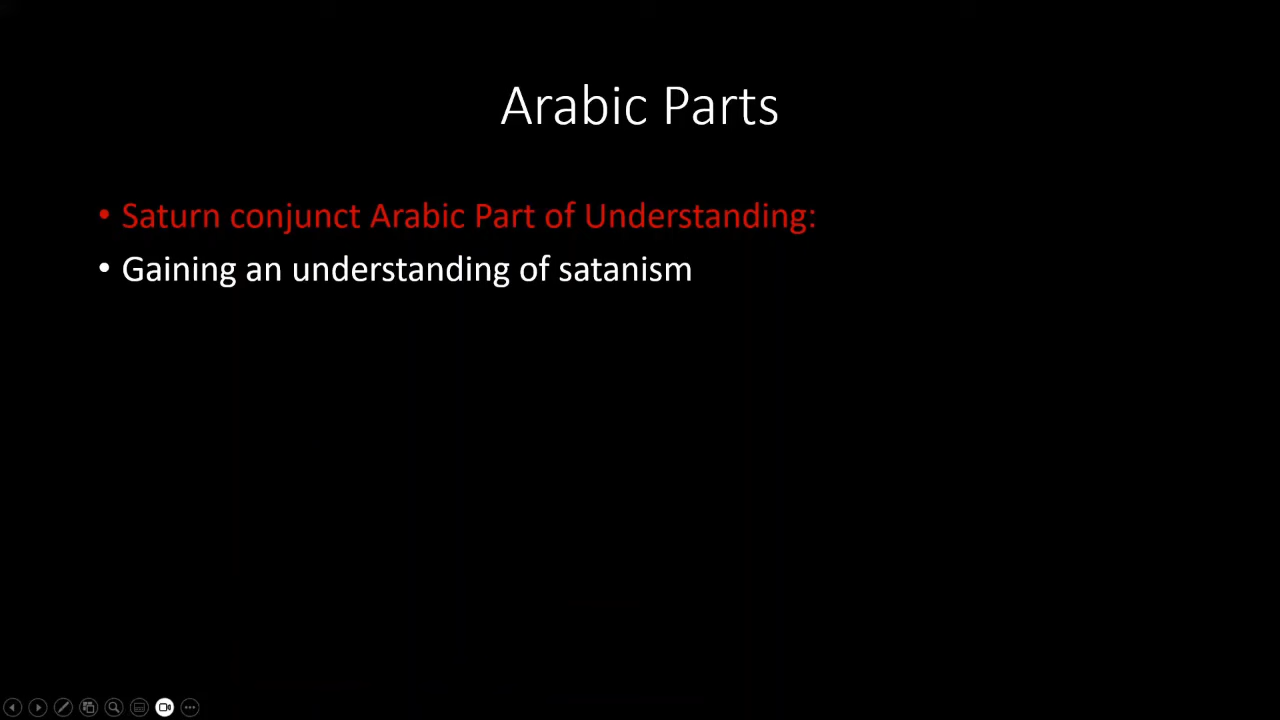 Arabic Parts
• Saturn conjunct Arabic Part of Understanding:
• Gaining an understanding of satanism